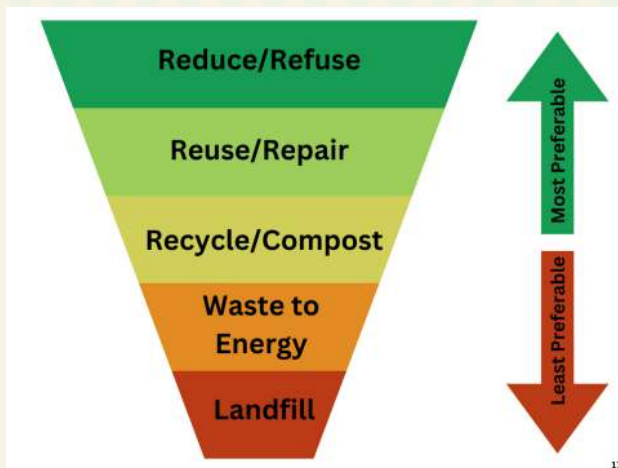 Reduce/Refuse
Reuse/Repair
Recycle/Compost
Waste to
Energy
Landfill
Most Preferable
Least Preferable